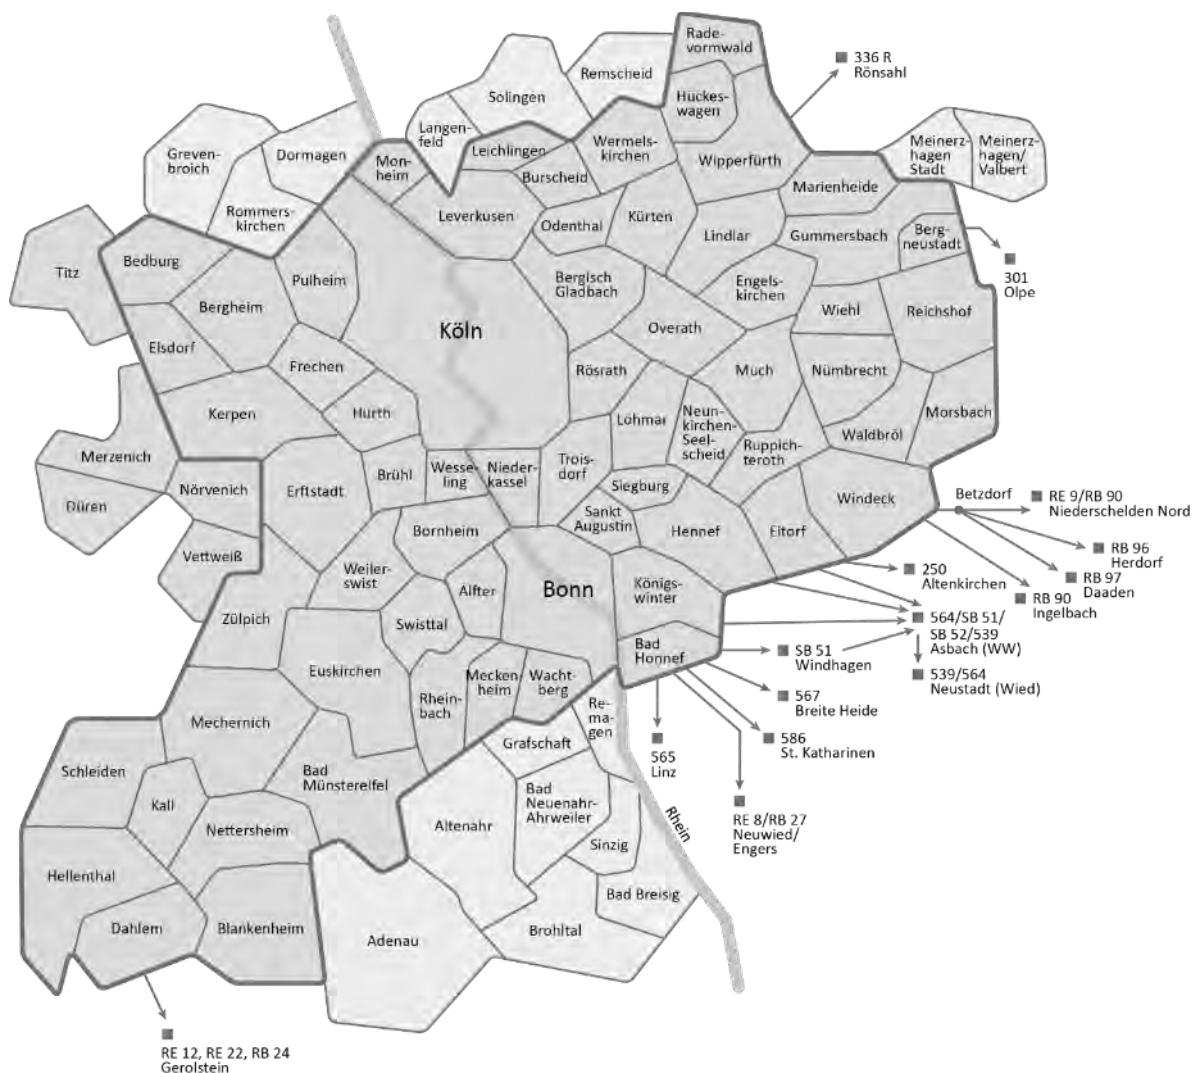 Rade-
vormwald
336 R
Rönsahl
Remscheid
Solingen
Hückes-
wagen
Langen-
feld
Wermels-
kirchen
Meinerz-
hagen
Stadt
Meinerz-
hagen/
Valbert
Greven-
broich
Dormagen
Mon-
heim
Leichlingen
Burscheid
Wipperfürth
Marienheide
Rommers-
kirchen
Leverkusen
Odenthal
Kürten
Lindlar
Gummersbach
Berg-
neustadt
Titz
Bedburg
Pulheim
Bergisch
Gladbach
Engels-
kirchen
301
Olpe
Bergheim
Köln
Overath
Wiehl
Reichshof
Elsdorf
Frechen
Rösrath
Much
Nümbrecht
Kerpen
Hürth
Lohmar
Neun-
kirchen-
Seel-
scheid
Morsbach
Waldbröl
Merzenich
Ruppich-
teroth
Düren
Nörvenich
Erftstadt
Brühl
Wesse-
ling
Nieder-
kassel
Trois-
dorf
Siegburg
Windeck
Betzdorf
RE 9/RB 90
Niederschelden Nord
Sankt
Augustin
Bornheim
Hennef
Eitorf
Vettweiß
RB 96
Herdorf
Weiler-
swist
250
Altenkirchen
RB 97
Daaden
RB 90
Ingelbach
Alfter
Bonn
Königs-
winter
Zülpich
Swisttal
564/SB 51/
SB 52/539
Asbach (WW)
Bad
Honnef
SB 51
Windhagen
Euskirchen
Rhein-
bach
Mecken-
heim
Wacht-
berg
539/564
Neustadt (Wied)
567
Breite Heide
Re-
ma-
gen
Mechernich
Grafschaft
565
Linz
586
St. Katharinen
Schleiden
Bad
Münstereifel
Kall
Bad
Neuenahr-
Ahrweiler
Nettersheim
Altenahr
Rhein
RE 8/RB 27
Neuwied/
Engers
Sinzig
Hellenthal
Bad Breisig
Dahlem
Blankenheim
Adenau
Brohltal
RE 12, RE 22, RB 24
Gerolstein